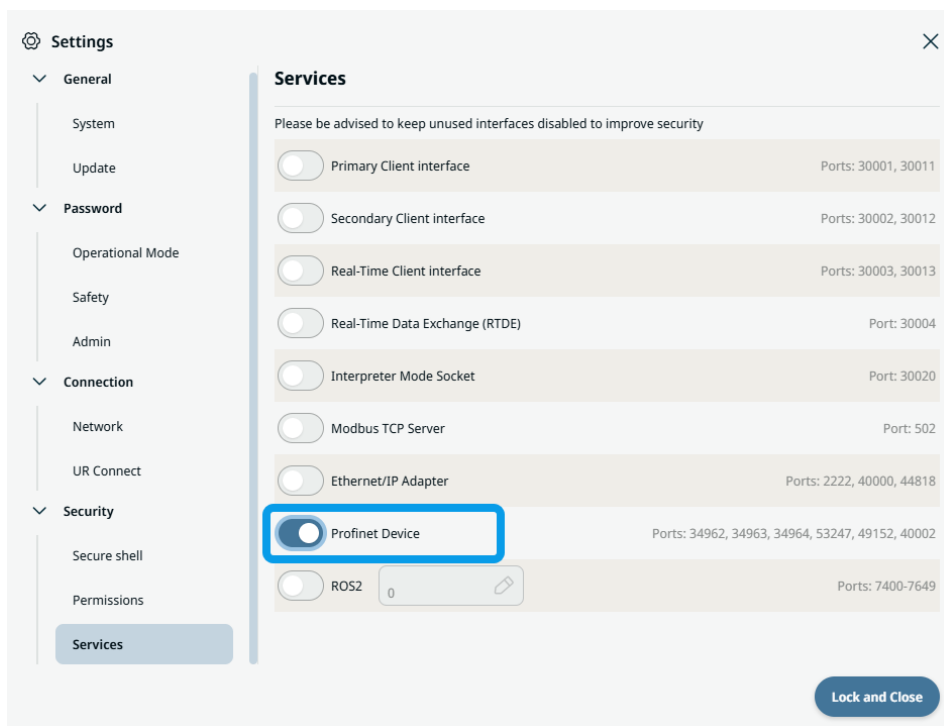 Settings
General
System
Update
Password
Operational Mode
Safety
Admin
Connection
Network
UR Connect
Security
Secure shell
Permissions
Services
Services
Please be advised to keep unused interfaces disabled to improve security
Primary Client interface Ports: 30001, 30011
Secondary Client interface Ports: 30002, 30012
Real-Time Client interface Ports: 30003, 30013
Real-Time Data Exchange (RTDE) Port: 30004
Interpreter Mode Socket Port: 30020
Modbus TCP Server Port: 502
Ethernet/IP Adapter Ports: 2222, 40000, 44818
Profinet Device Ports: 34962, 34963, 34964, 53247, 49152, 40002
ROS2 0 Ports: 7400-7649
Lock and Close